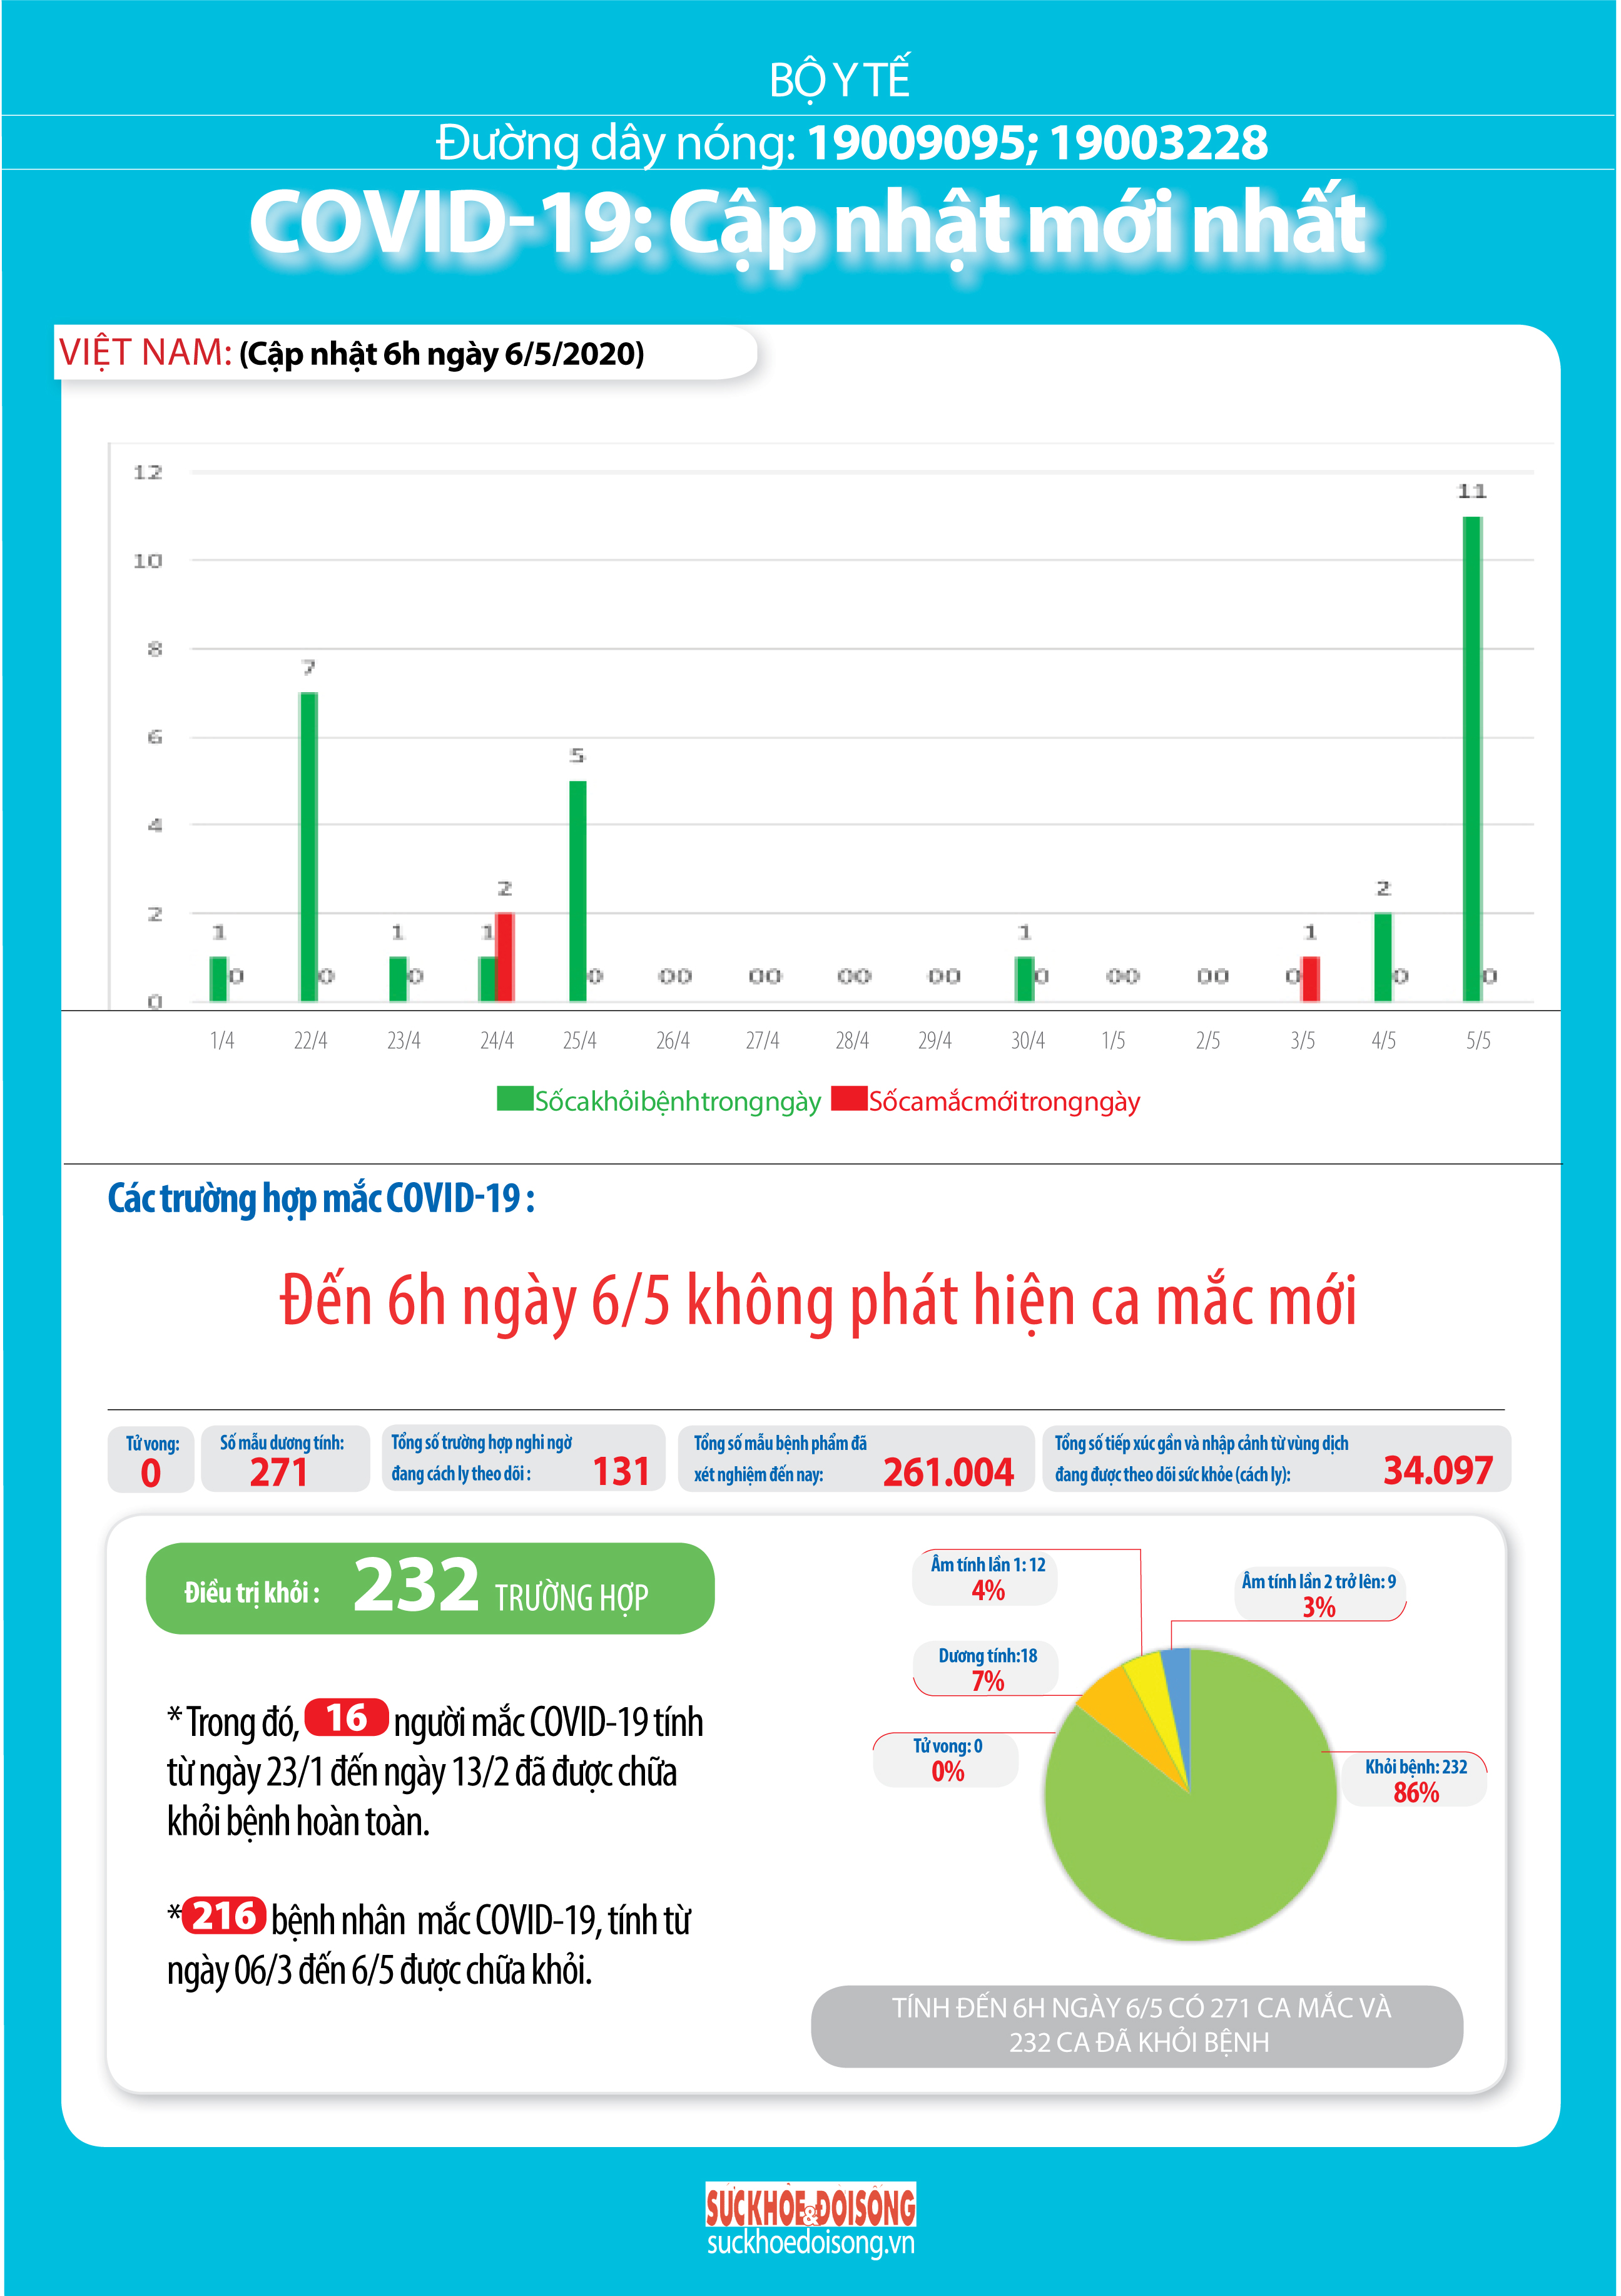 BỘ Y TẾ
Đường dây nóng: 19009095; 19003228
COVID-19: Cập nhật mới nhất
VIỆT NAM: (Cập nhật 6h ngày 6/5/2020)
12
10
8
6
4
2
0
1 0 7 0 1 0 1 2 5 0 0 0 0 0 0 0 0 0 1 0 0 0 0 0 0 1 2 0 11 0
1/4 22/4 23/4 24/4 25/4 26/4 27/4 28/4 29/4 30/4 1/5 2/5 3/5 4/5 5/5
Sốcakhỏibệnhtrongngày Sốcamắcmớitrongngày
Các trường hợp mắc COVID-19 :
Đến 6h ngày 6/5 không phát hiện ca mắc mới
Tử vong:
0
Số mẫu dương tính:
271
Tổng số trường hợp nghi ngờ
đang cách ly theo dõi : 131
Tổng số mẫu bệnh phẩm đã
xét nghiệm đến nay: 261.004
Tổng số tiếp xúc gần và nhập cảnh từ vùng dịch
đang được theo dõi sức khỏe (cách ly): 34.097
Điều trị khỏi : 232 TRƯỜNG HỢP
* Trong đó, 16 người mắc COVID-19 tính
từ ngày 23/1 đến ngày 13/2 đã được chữa
khỏi bệnh hoàn toàn.
* 216 bệnh nhân mắc COVID-19, tính từ
ngày 06/3 đến 6/5 được chữa khỏi.
Âm tính lần 1: 12
4%
Âm tính lần 2 trở lên: 9
3%
Dương tính:18
7%
Tử vong: 0
0%
Khỏi bệnh: 232
86%
TÍNH ĐẾN 6H NGÀY 6/5 CÓ 271 CA MẮC VÀ
232 CA ĐÃ KHỎI BỆNH
SỨC KHỎE & ĐỜI SỐNG
suckhoedoisong.vn